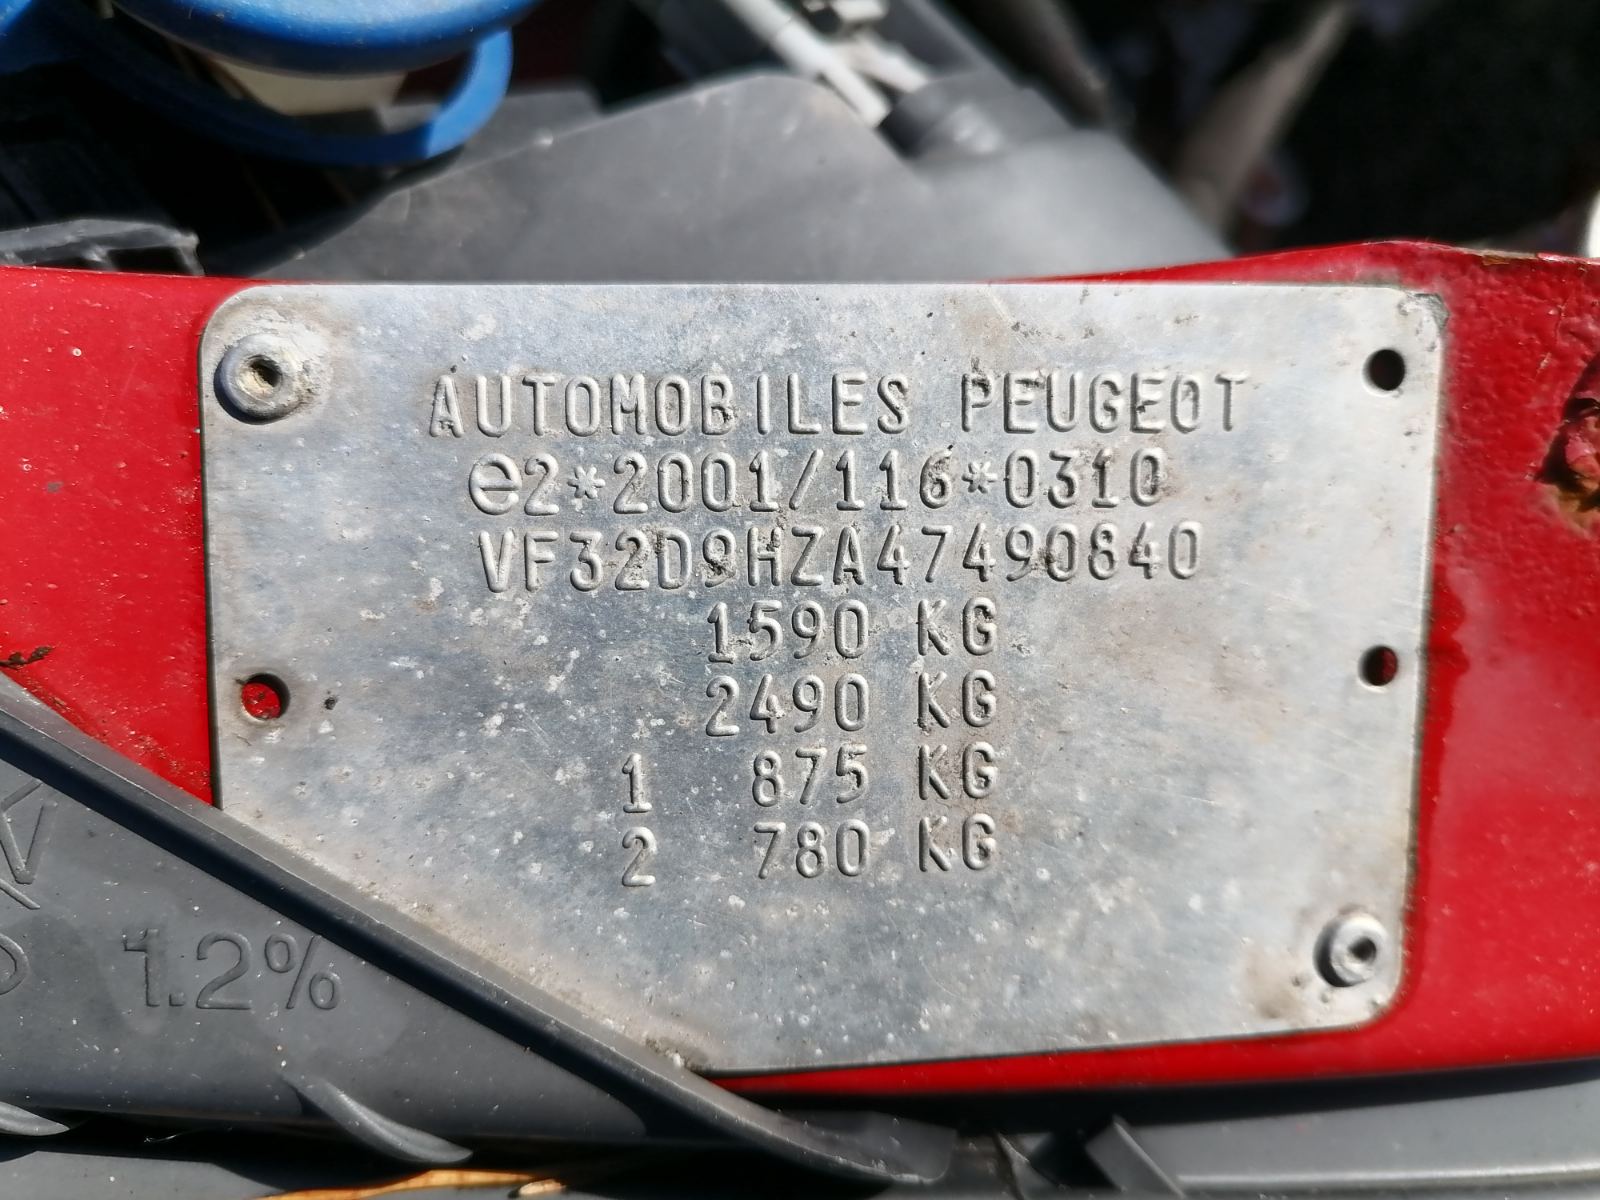 AUTOMOBILES PEUGEOT
e2*2001/116*0310
VF32D9HZA47490840
1590 KG
2490 KG
1 875 KG
2 780 KG
1.2%